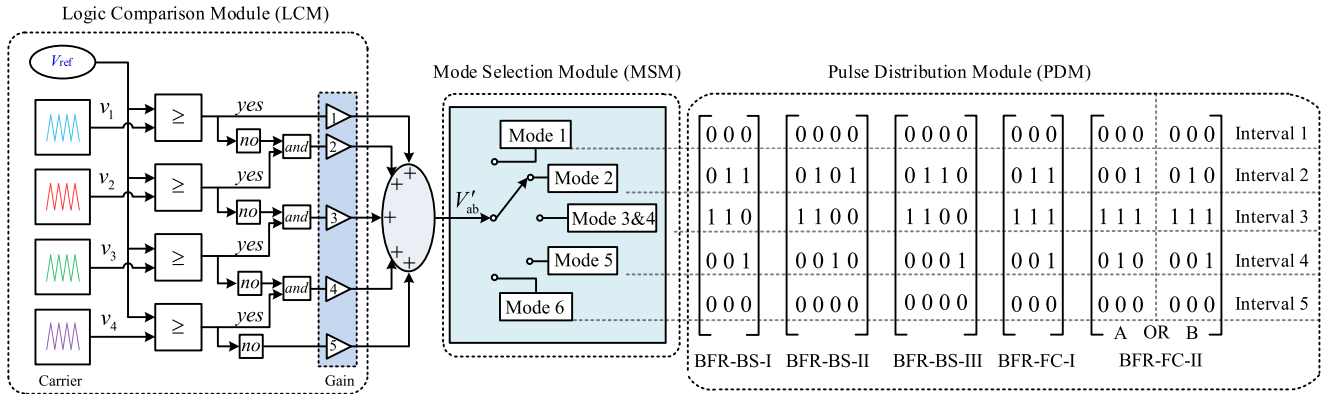 Logic Comparison Module (LCM)
Vref
v1
≥
yes
no
and
v2
≥
yes
no
and
v3
≥
yes
no
and
v4
≥
yes
no
1
2
3
4
5
Carrier
Gain
+
+
+
+
+
V′ab
Mode Selection Module (MSM)
Mode 1
Mode 2
Mode 3&4
Mode 5
Mode 6
Pulse Distribution Module (PDM)
0 0 0 0 0 0 0 0 0 0 0 0 0 0 0 0 0 0 0 0 Interval 1
0 1 1 0 1 0 1 0 1 1 0 0 1 1 0 0 1 0 1 0 Interval 2
1 1 0 1 1 0 0 1 1 0 0 1 1 1 1 1 1 1 1 1 Interval 3
0 0 1 0 0 1 0 0 0 0 1 0 0 1 0 1 0 0 0 1 Interval 4
0 0 0 0 0 0 0 0 0 0 0 0 0 0 0 0 0 0 0 0 Interval 5
A OR B
BFR-BS-I BFR-BS-II BFR-BS-III BFR-FC-I BFR-FC-II